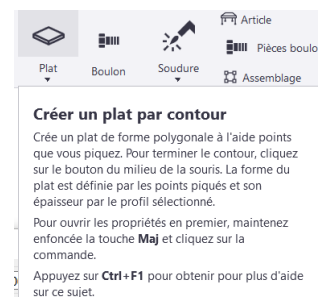 Article
Pièces boulo
Plat
Boulon
Soudure
Assemblage
Créer un plat par contour
Crée un plat de forme polygonale à l'aide points
que vous piquez. Pour terminer le contour, cliquez
sur le bouton du milieu de la souris. La forme du
plat est définie par les points piqués et son
épaisseur par le profil sélectionné.
Pour ouvrir les propriétés en premier, maintenez
enfoncée la touche Maj et cliquez sur la
commande.
Appuyez sur Ctrl+F1 pour obtenir pour plus d'aide
sur ce sujet.